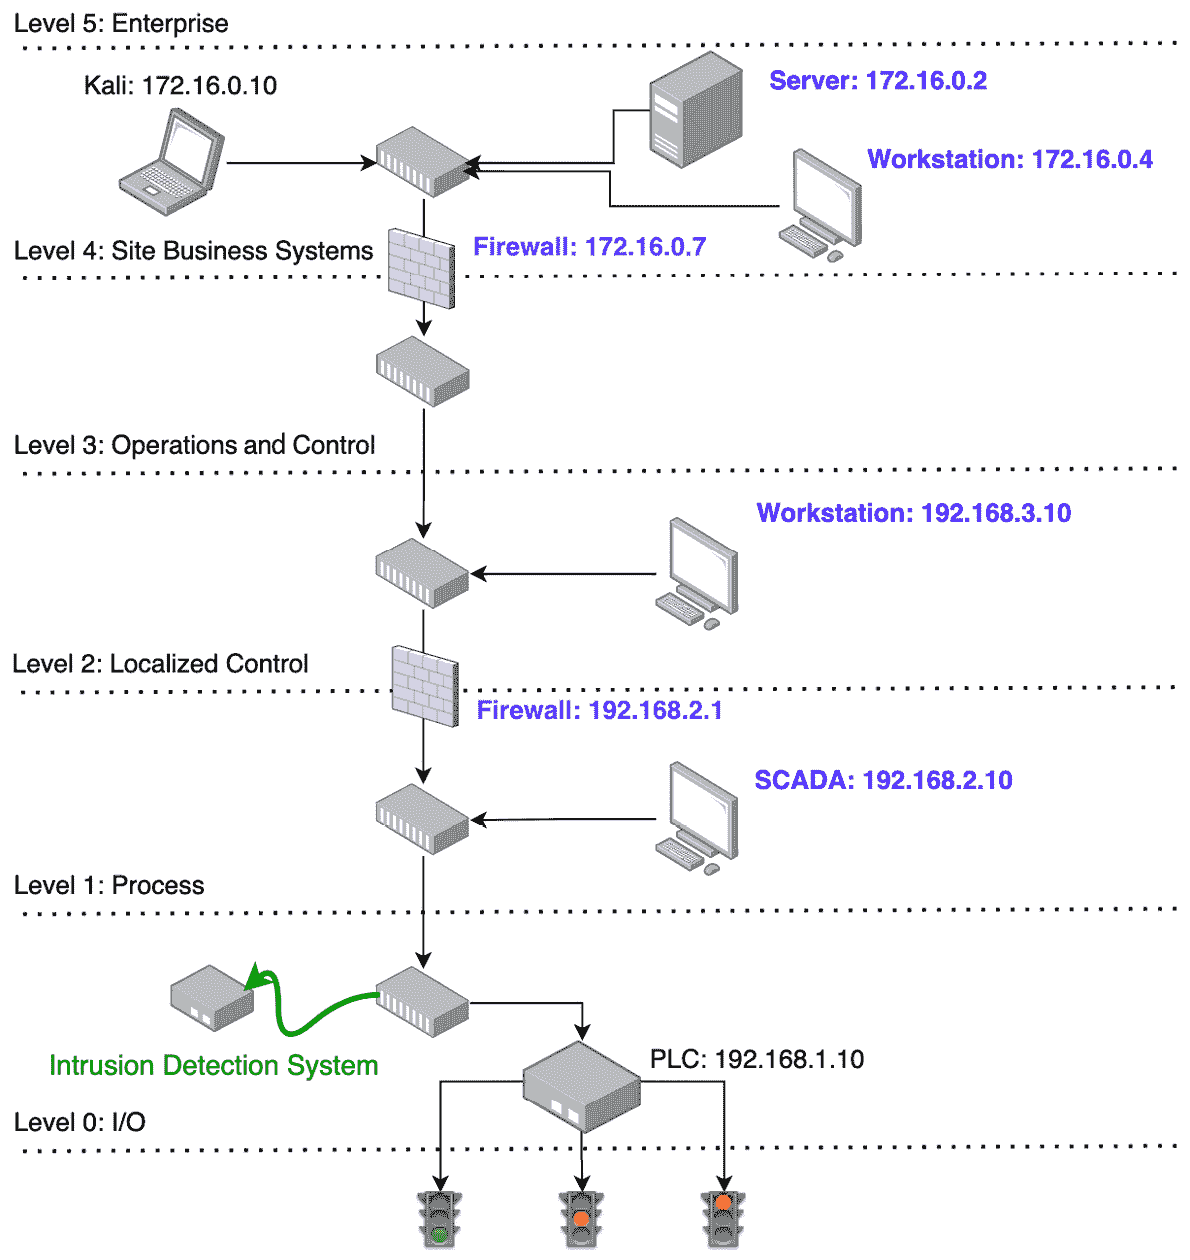 Level 5: Enterprise
Kali: 172.16.0.10
Server: 172.16.0.2
Workstation: 172.16.0.4
Level 4: Site Business Systems
Firewall: 172.16.0.7
Level 3: Operations and Control
Workstation: 192.168.3.10
Level 2: Localized Control
Firewall: 192.168.2.1
SCADA: 192.168.2.10
Level 1: Process
Intrusion Detection System
PLC: 192.168.1.10
Level 0: I/O